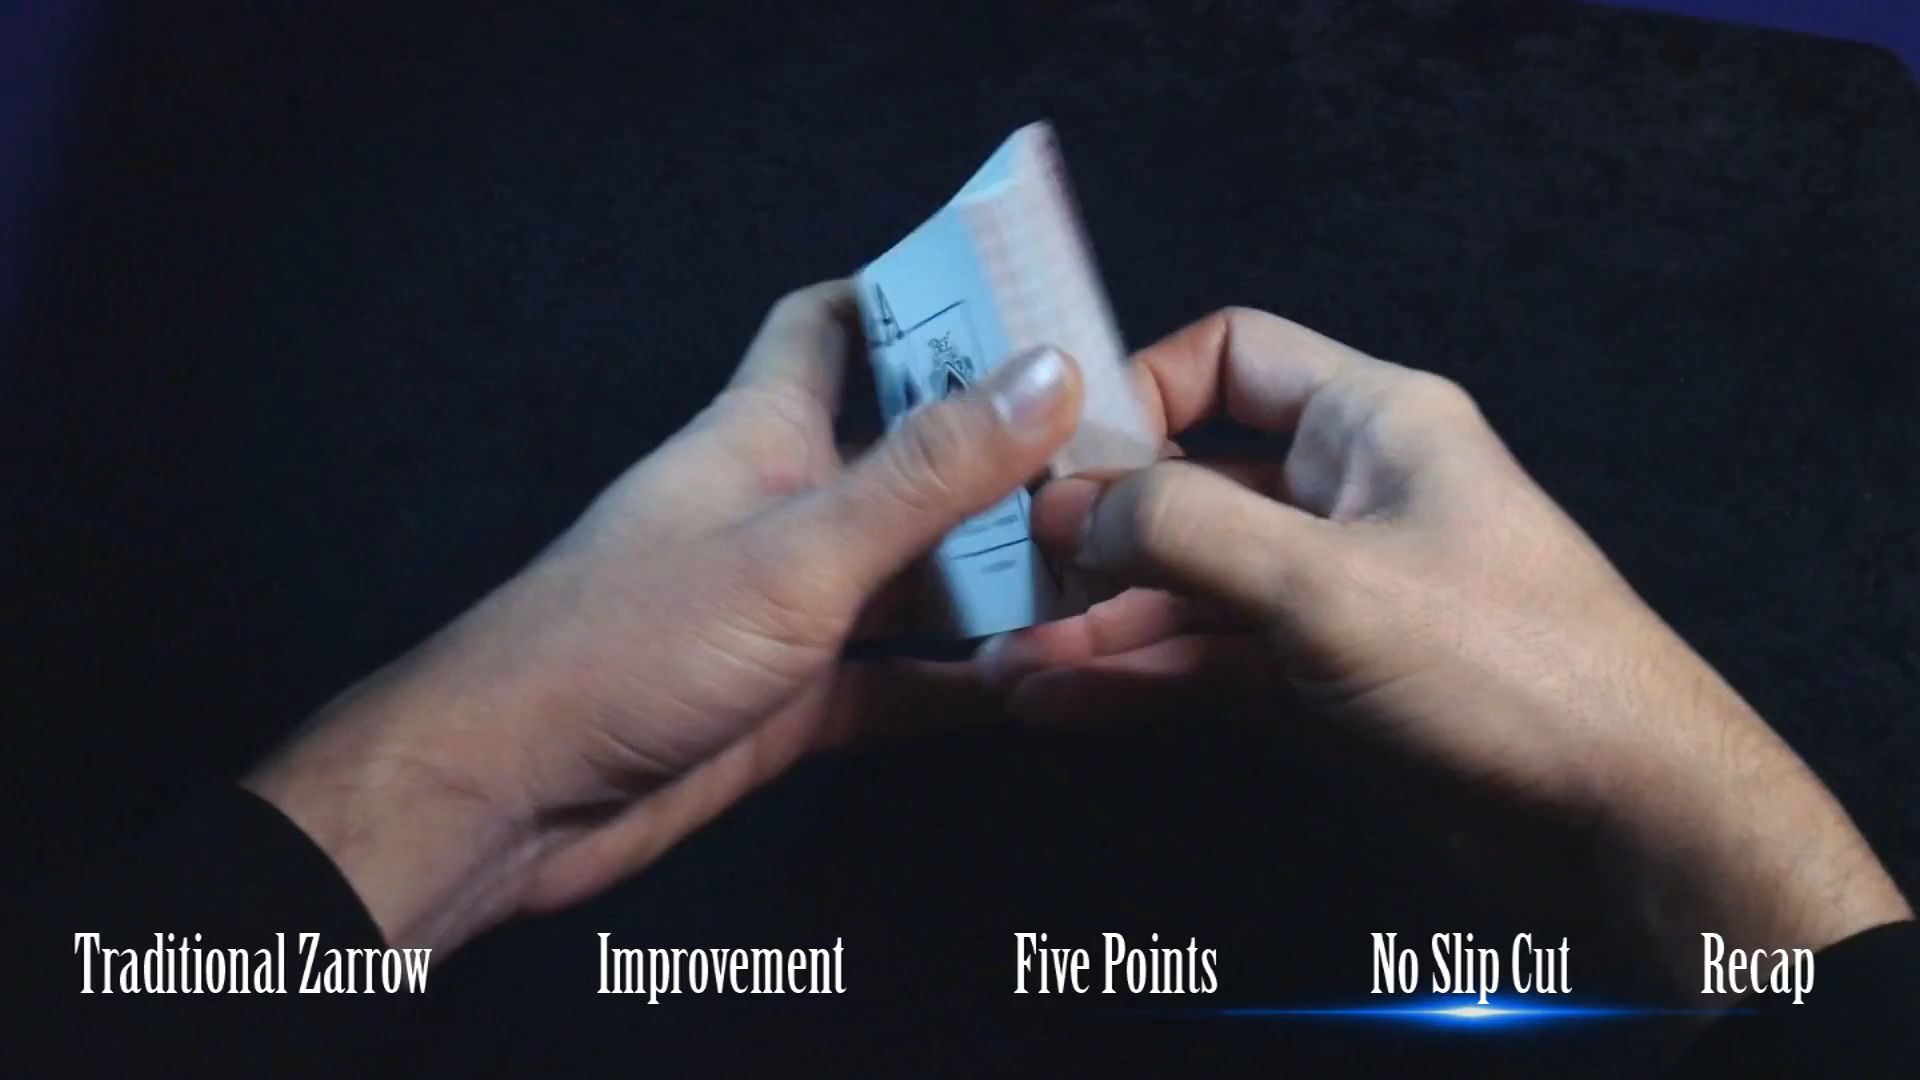 Traditional Zarrow
Improvement
Five Points
No Slip Cut
Recap